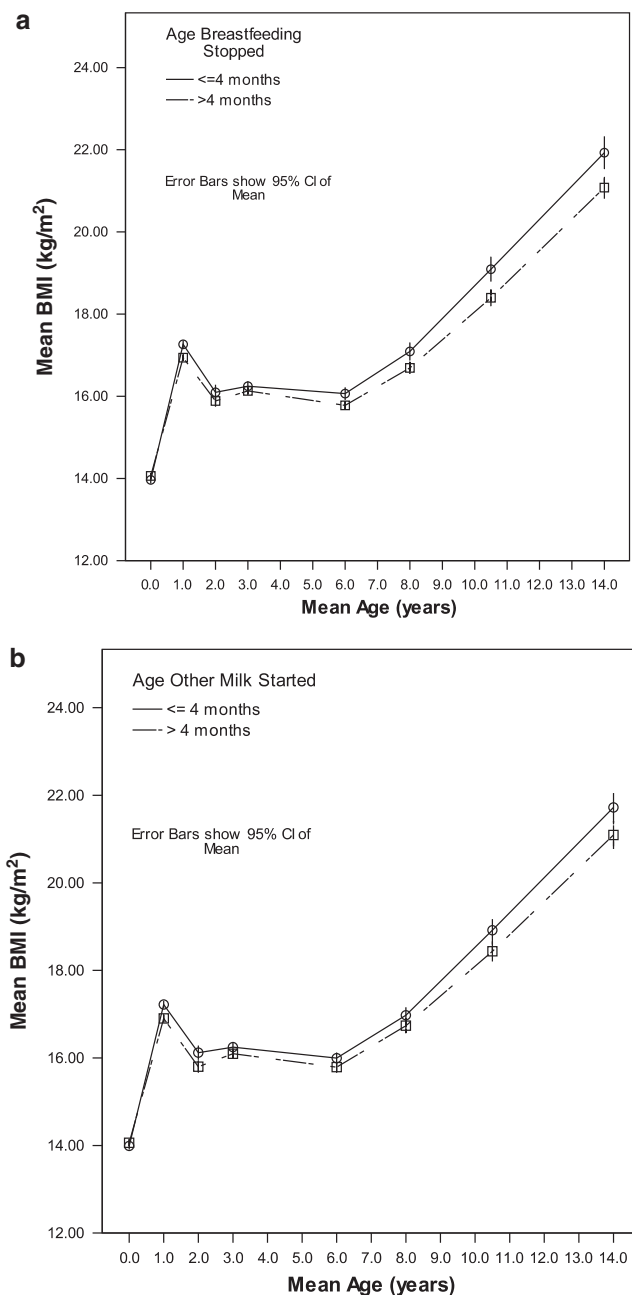 a
Age Breastfeeding
Stopped
<=4 months
>4 months
Error Bars show 95% CI of
Mean
24.00
22.00
20.00
18.00
16.00
14.00
12.00
Mean BMI (kg/m²)
0.0 1.0 2.0 3.0 4.0 5.0 6.0 7.0 8.0 9.0 10.0 11.0 12.0 13.0 14.0
Mean Age (years)
b
Age Other Milk Started
<= 4 months
> 4 months
Error Bars show 95% CI of
Mean
24.00
22.00
20.00
18.00
16.00
14.00
12.00
Mean BMI (kg/m²)
0.0 1.0 2.0 3.0 4.0 5.0 6.0 7.0 8.0 9.0 10.0 11.0 12.0 13.0 14.0
Mean Age (years)